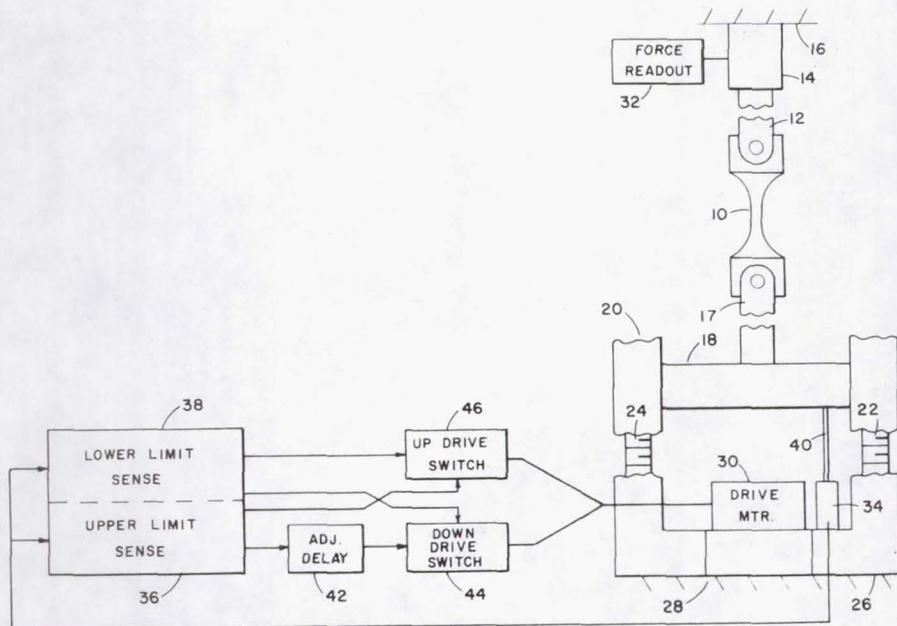 FORCE
READOUT
32
16
14
12
10
17
20
18
38
46
24
22
40
LOWER LIMIT
SENSE
UP DRIVE
SWITCH
30
DRIVE
MTR.
34
UPPER LIMIT
SENSE
ADJ.
DELAY
DOWN
DRIVE
SWITCH
36
42
44
28
26